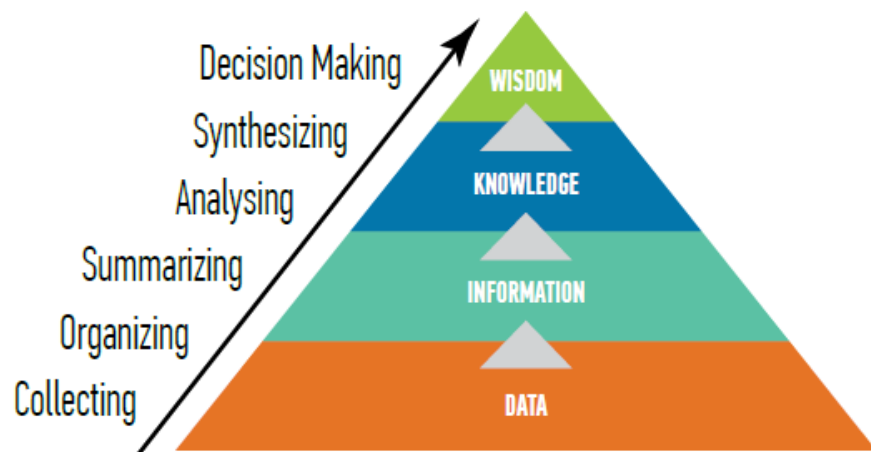 Decision Making
WISDOM
Synthesizing
KNOWLEDGE
Analysing
Summarizing
INFORMATION
Organizing
Collecting
DATA